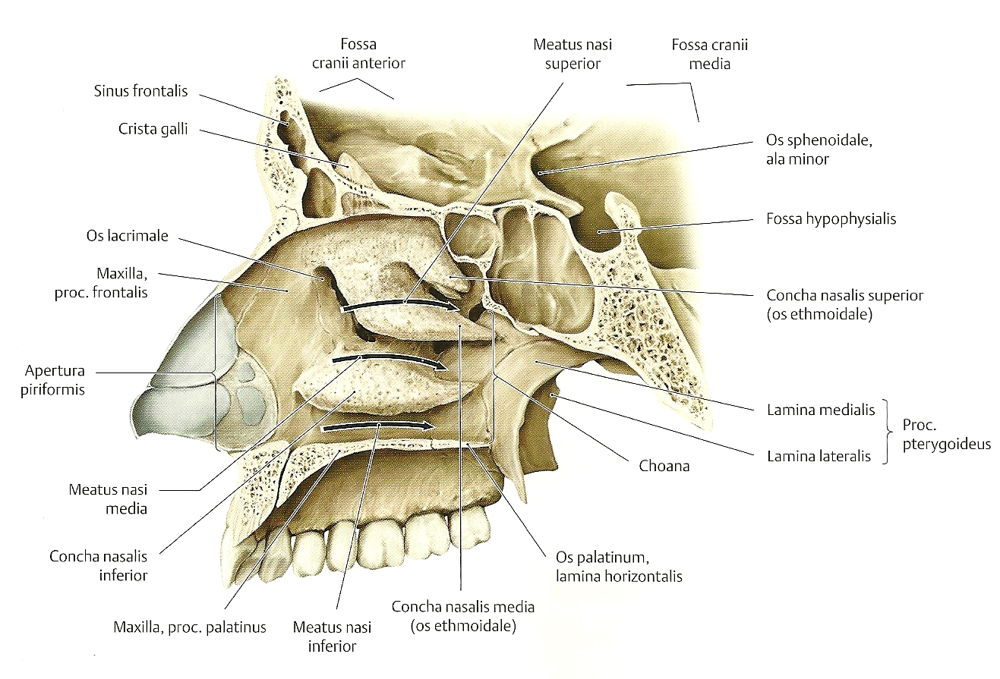 Fossa
cranii anterior
Meatus nasi
superior
Fossa cranii
media
Sinus frontalis
Crista galli
Os lacrimale
Maxilla,
proc. frontalis
Apertura
piriformis
Meatus nasi
media
Concha nasalis
inferior
Maxilla, proc. palatinus
Meatus nasi
inferior
Concha nasalis media
(os ethmoidale)
Os sphenoidale,
ala minor
Fossa hypophysialis
Concha nasalis superior
(os ethmoidale)
Lamina medialis
Lamina lateralis
Proc.
pterygoideus
Choana
Os palatinum,
lamina horizontalis